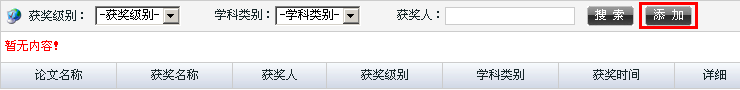 获奖级别： -获奖级别- 学科类别： -学科类别- 获奖人： 搜 索 添 加
暂无内容！
论文名称 获奖名称 获奖人 获奖级别 学科类别 获奖时间 详细